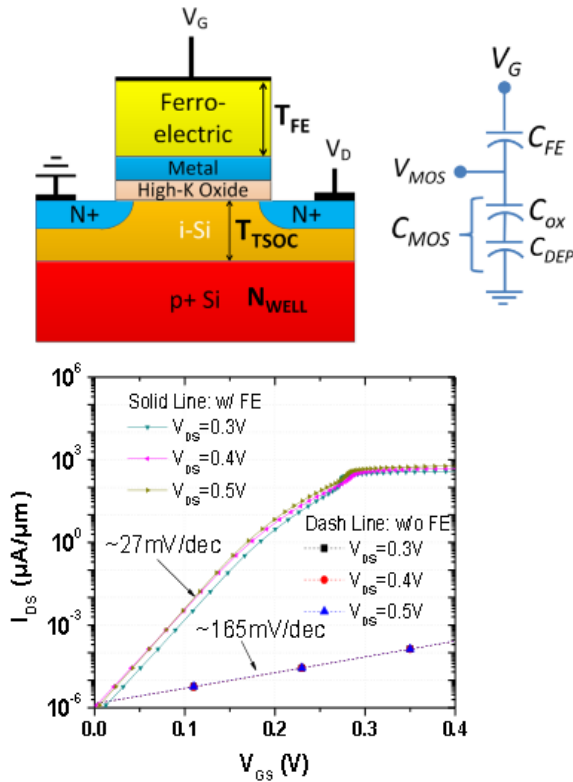 V_G
Ferro-
electric
T_FE
Metal
High-K Oxide
V_D
N+
N+
i-Si
T_TSOC
p+ Si
N_WELL
V_G
C_FE
V_MOS
C_MOS
C_ox
C_DEP
10^6
10^3
10^0
10^-3
10^-6
I_DS (μA/μm)
Solid Line: w/ FE
V_DS=0.3V
V_DS=0.4V
V_DS=0.5V
Dash Line: w/o FE
V_DS=0.3V
V_DS=0.4V
V_DS=0.5V
~27mV/dec
~165mV/dec
0.0 0.1 0.2 0.3 0.4
V_GS (V)